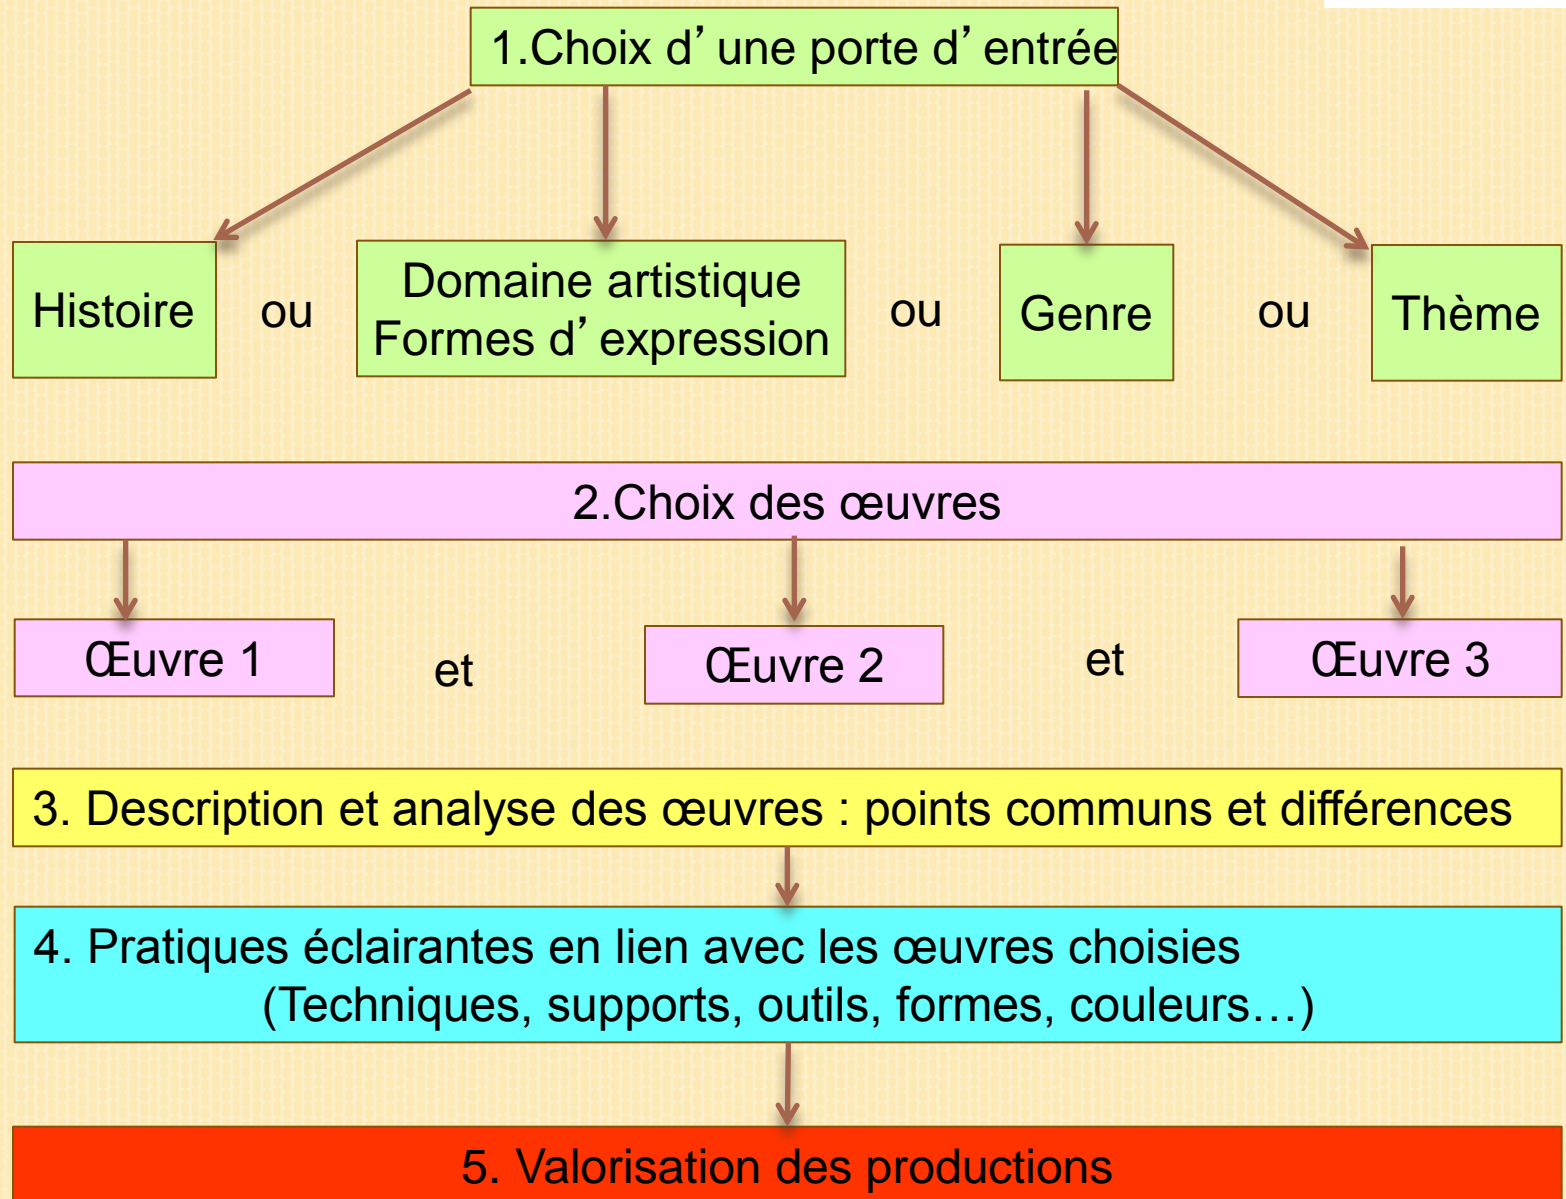 1.Choix d’une porte d’entrée
Histoire
ou
Domaine artistique
Formes d’expression
ou
Genre
ou
Thème
2.Choix des œuvres
Œuvre 1
et
Œuvre 2
et
Œuvre 3
3. Description et analyse des œuvres : points communs et différences
4. Pratiques éclairantes en lien avec les œuvres choisies
(Techniques, supports, outils, formes, couleurs…)
5. Valorisation des productions